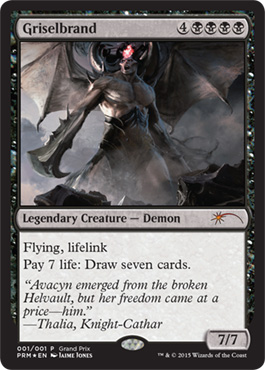 Griselbrand 4
Legendary Creature — Demon
Flying, lifelink
Pay 7 life: Draw seven cards.
“Avacyn emerged from the broken
Helvault, but her freedom came at a
price—him.”
—Thalia, Knight-Cathar
7/7
001/001 P Grand Prix
PRM★EN Jaime Jones
™ & © 2015 Wizards of the Coast